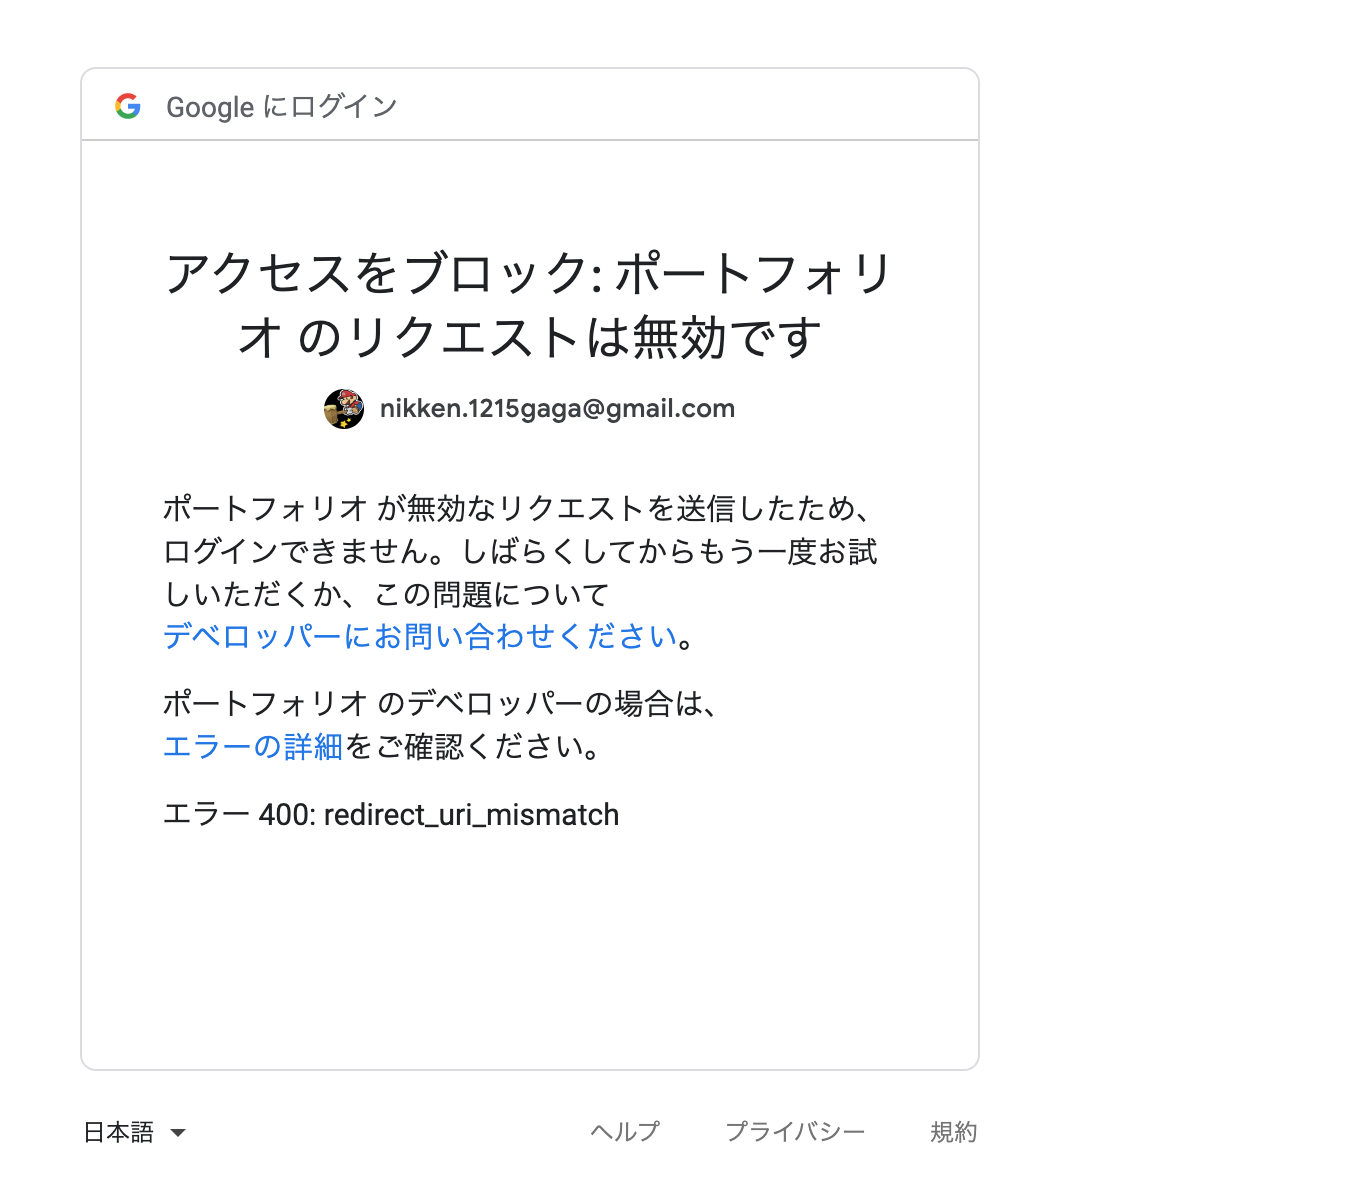 Google にログイン
アクセスをブロック: ポートフォリ
オ のリクエストは無効です
nikken.1215gaga@gmail.com
ポートフォリオ が無効なリクエストを送信したため、
ログインできません。しばらくしてからもう一度お試
しいただくか、この問題について
デベロッパーにお問い合わせください。
ポートフォリオ のデベロッパーの場合は、
エラーの詳細をご確認ください。
エラー 400: redirect_uri_mismatch
日本語 ヘルプ プライバシー 規約